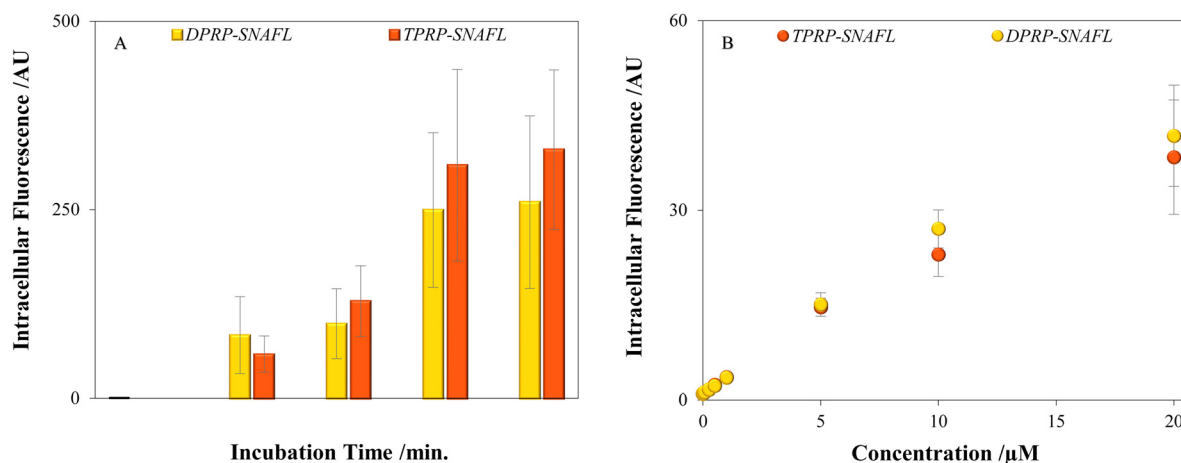 A
DPRP-SNAFL
TPRP-SNAFL
500
250
0
Intracellular Fluorescence /AU
Incubation Time /min.
B
TPRP-SNAFL
DPRP-SNAFL
60
30
0
Intracellular Fluorescence /AU
0
5
10
15
20
Concentration /µM